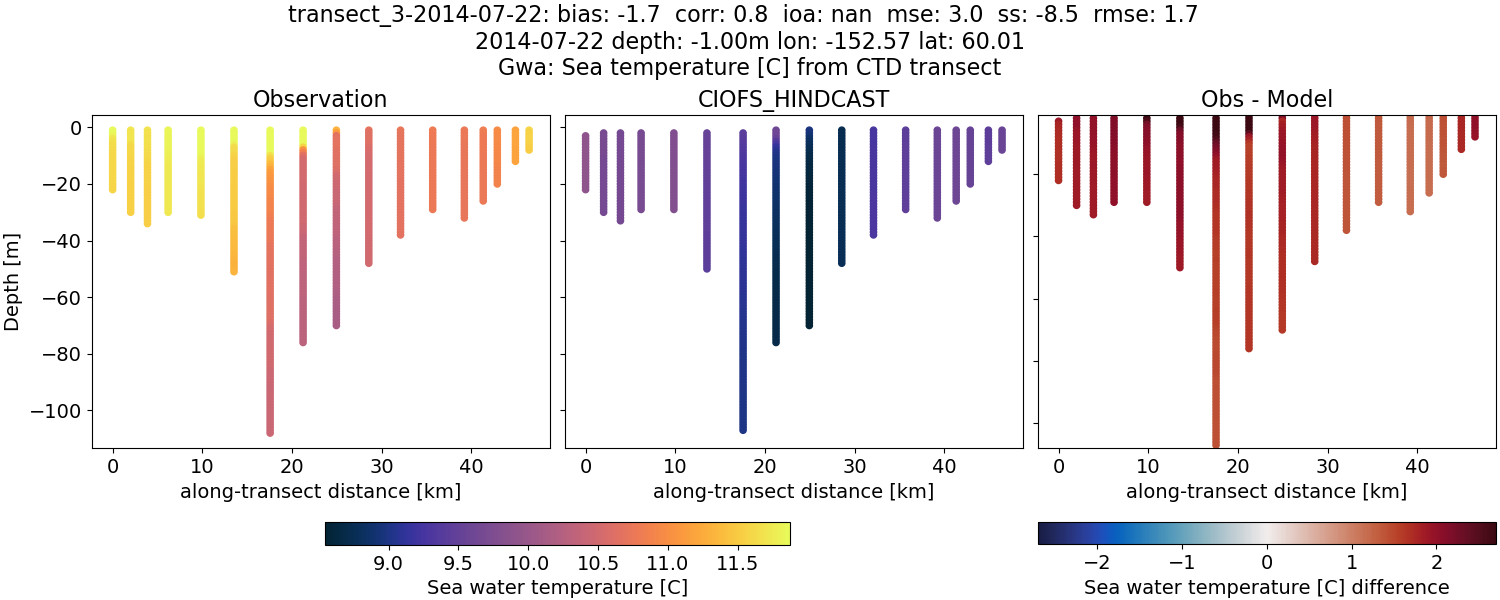 transect_3-2014-07-22: bias: -1.7  corr: 0.8  ioa: nan  mse: 3.0  ss: -8.5  rmse: 1.7
2014-07-22 depth: -1.00m lon: -152.57 lat: 60.01
Gwa: Sea temperature [C] from CTD transect
Observation
CIOFS_HINDCAST
Obs - Model
Depth [m]
0
−20
−40
−60
−80
−100
0 10 20 30 40
0 10 20 30 40
0 10 20 30 40
along-transect distance [km]
along-transect distance [km]
along-transect distance [km]
9.0 9.5 10.0 10.5 11.0 11.5
Sea water temperature [C]
−2 −1 0 1 2
Sea water temperature [C] difference